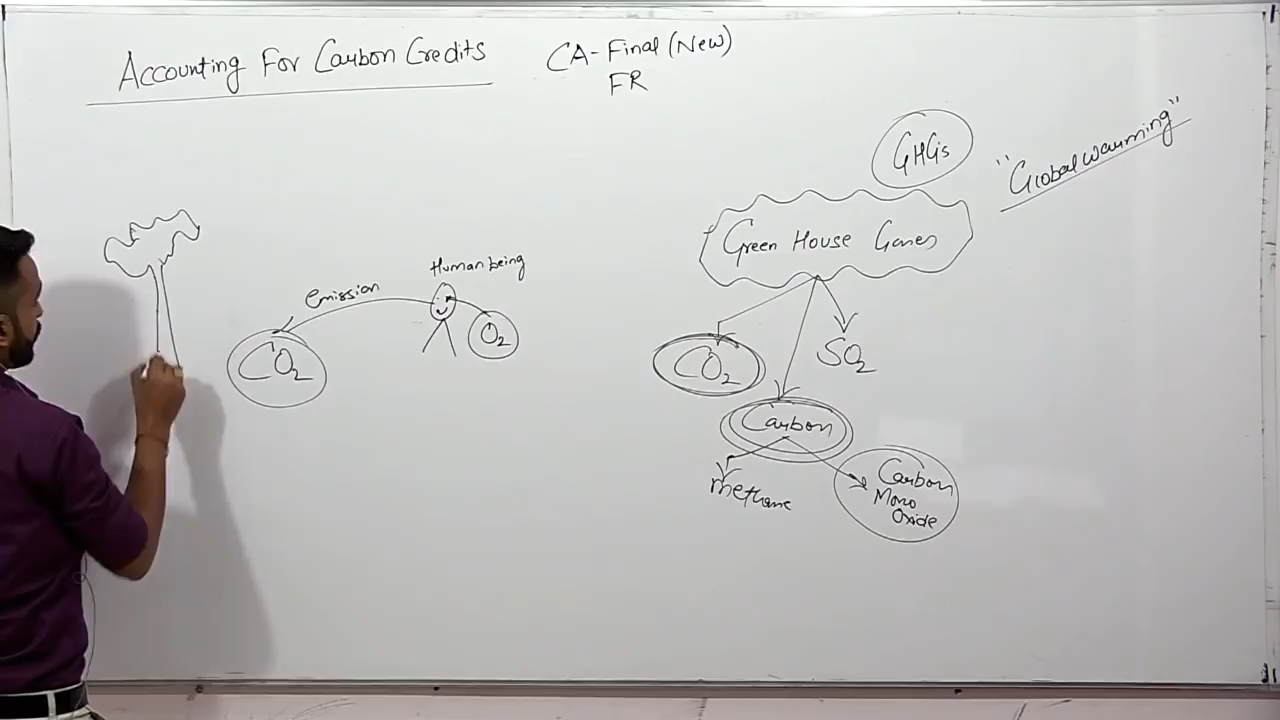 Accounting For Carbon Credits
CA-Final (New)
FR
GHGs
"Global warming"
Green House Gases
Human being
emission
O2
CO2
CO2
SO2
Carbon
methane
Carbon
Mono
Oxide